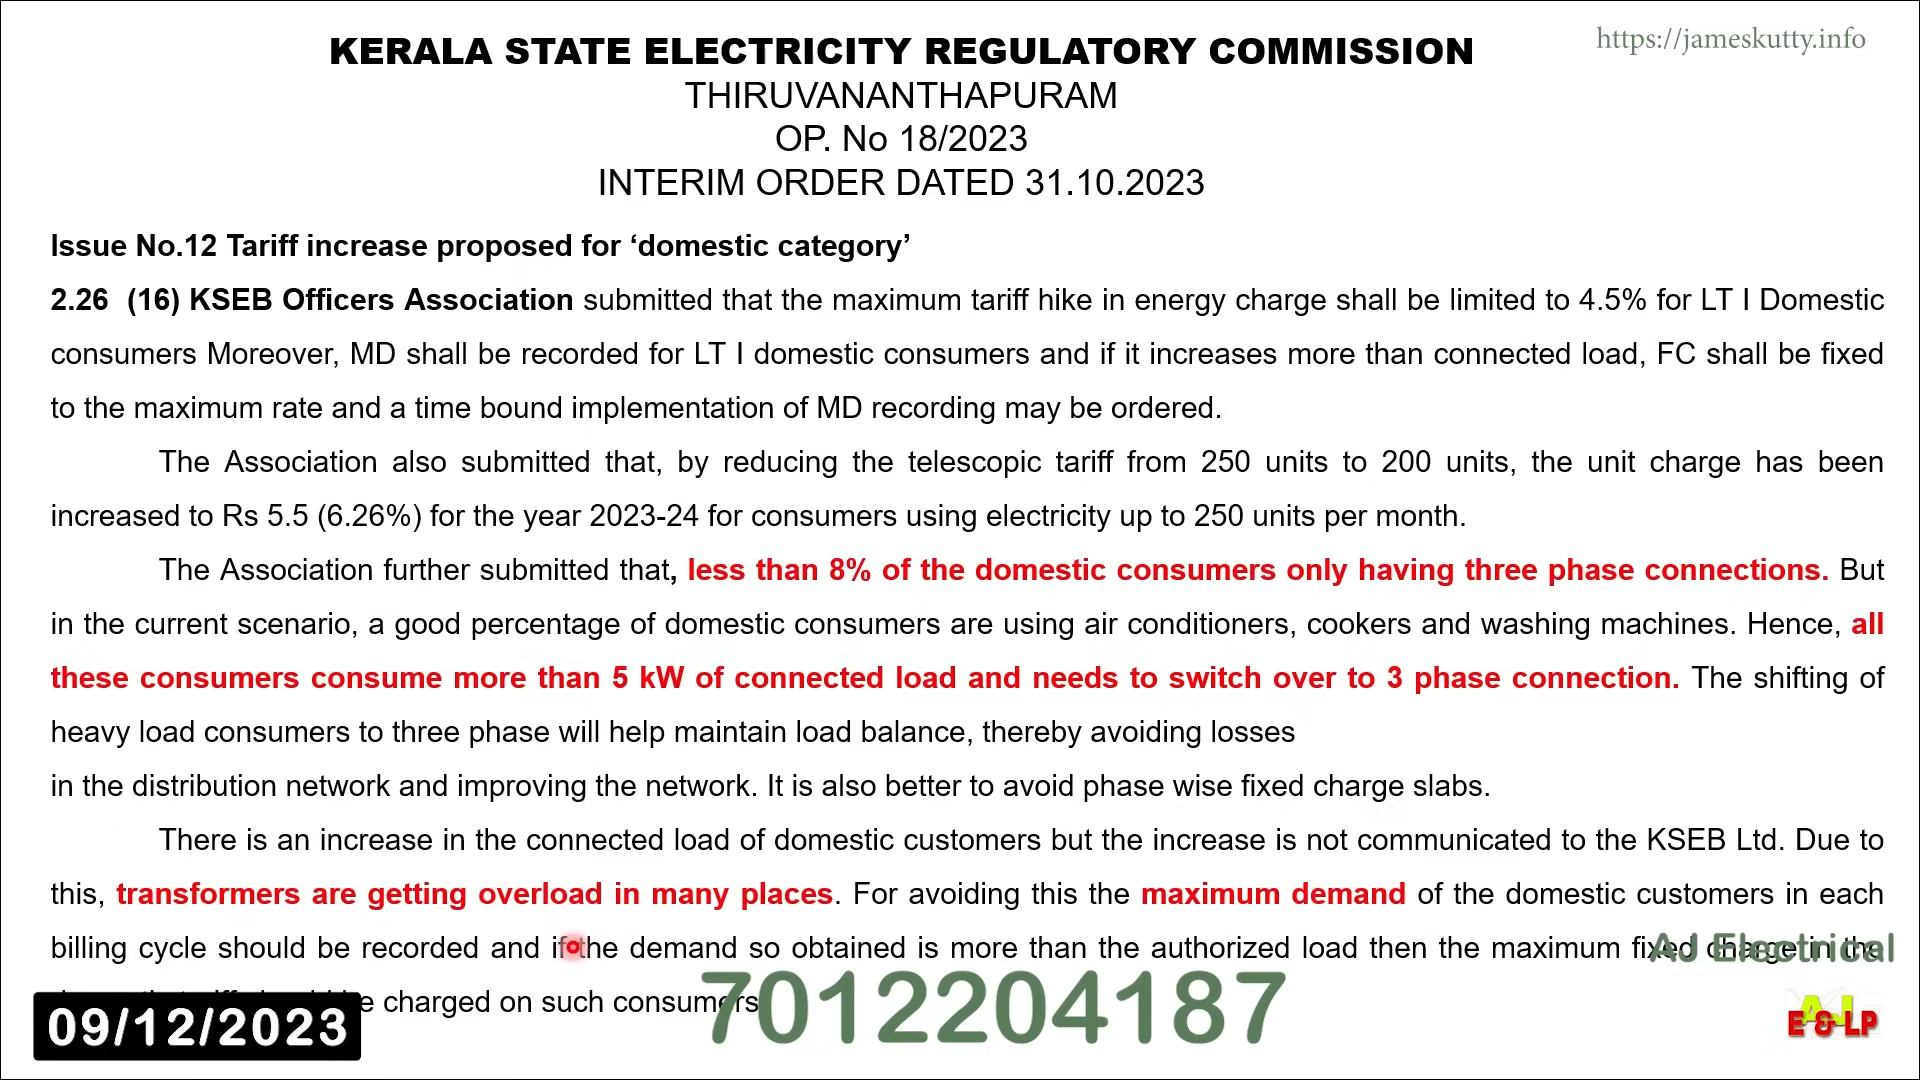 https://jameskutty.info
KERALA STATE ELECTRICITY REGULATORY COMMISSION
THIRUVANANTHAPURAM
OP. No 18/2023
INTERIM ORDER DATED 31.10.2023
Issue No.12 Tariff increase proposed for ‘domestic category’
2.26 (16) KSEB Officers Association submitted that the maximum tariff hike in energy charge shall be limited to 4.5% for LT I Domestic
consumers Moreover, MD shall be recorded for LT I domestic consumers and if it increases more than connected load, FC shall be fixed
to the maximum rate and a time bound implementation of MD recording may be ordered.
The Association also submitted that, by reducing the telescopic tariff from 250 units to 200 units, the unit charge has been
increased to Rs 5.5 (6.26%) for the year 2023-24 for consumers using electricity up to 250 units per month.
The Association further submitted that, less than 8% of the domestic consumers only having three phase connections. But
in the current scenario, a good percentage of domestic consumers are using air conditioners, cookers and washing machines. Hence, all
these consumers consume more than 5 kW of connected load and needs to switch over to 3 phase connection. The shifting of
heavy load consumers to three phase will help maintain load balance, thereby avoiding losses
in the distribution network and improving the network. It is also better to avoid phase wise fixed charge slabs.
There is an increase in the connected load of domestic customers but the increase is not communicated to the KSEB Ltd. Due to
this, transformers are getting overload in many places. For avoiding this the maximum demand of the domestic customers in each
billing cycle should be recorded and if the demand so obtained is more than the authorized load then the maximum fixed charge in the
charged on such consumers
AJ Electrical
7012204187
09/12/2023
AJ
E & LP